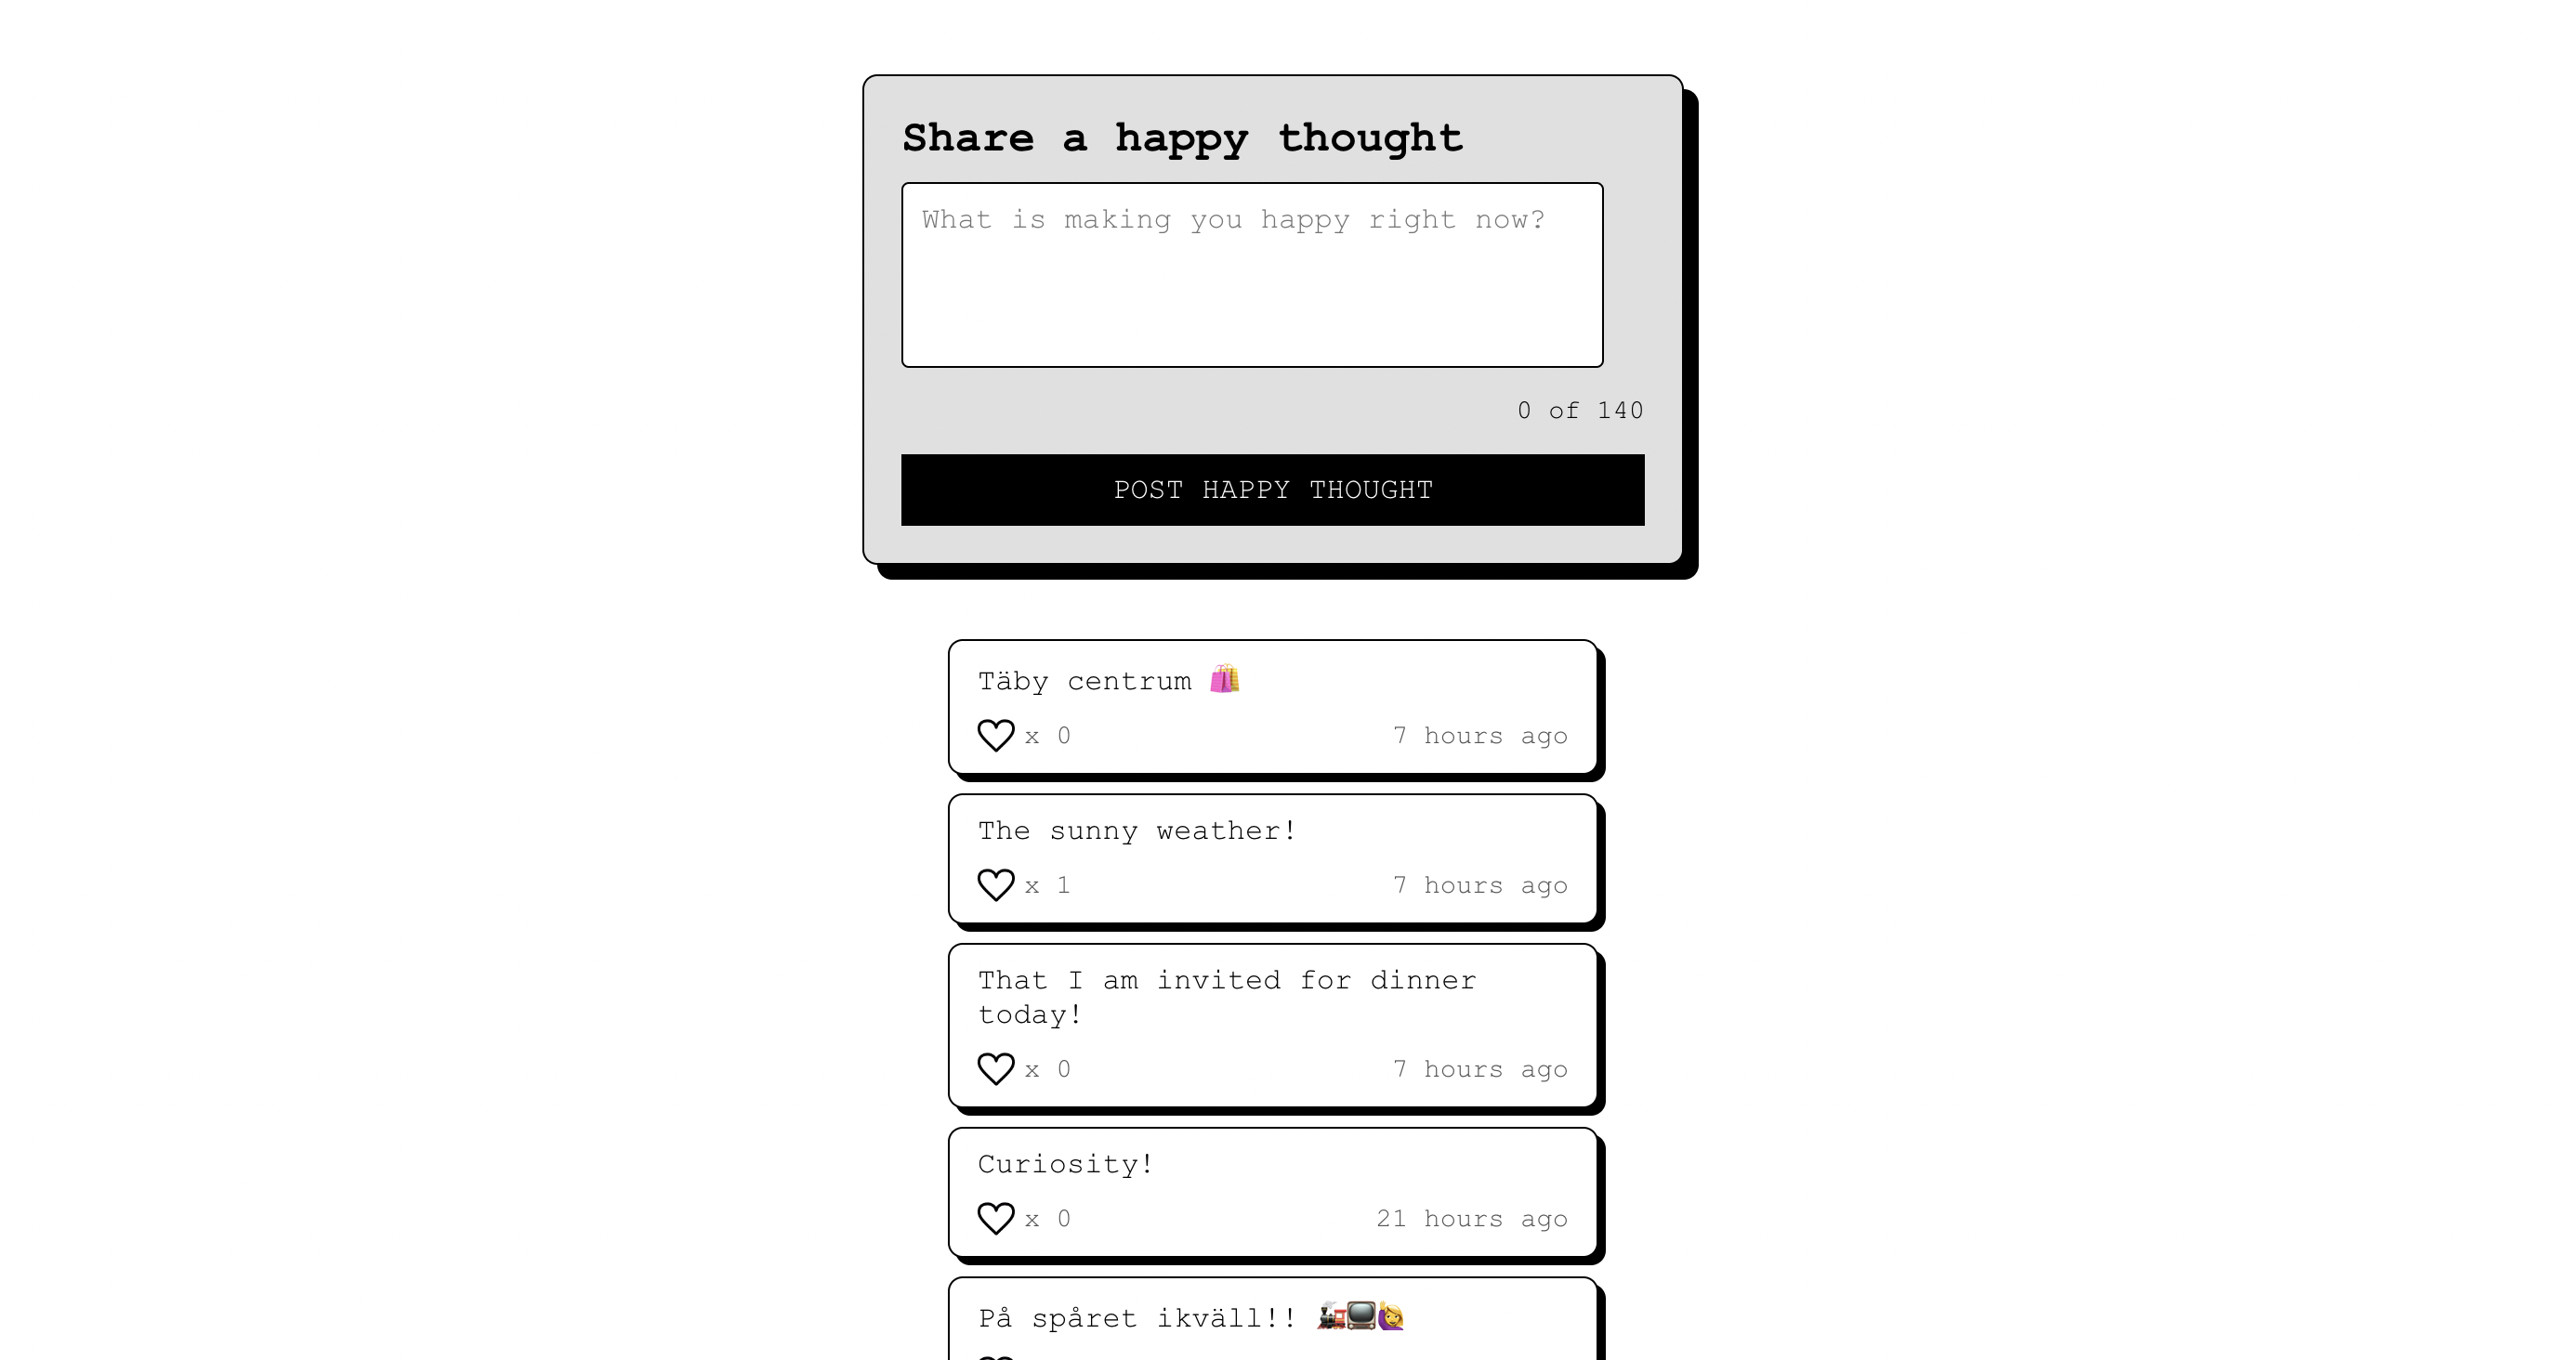 Share a happy thought
What is making you happy right now?
0 of 140
POST HAPPY THOUGHT
Täby centrum 🛍️
x 0 7 hours ago
The sunny weather!
x 1 7 hours ago
That I am invited for dinner
today!
x 0 7 hours ago
Curiosity!
x 0 21 hours ago
På spåret ikväll!! 🚂📺🙋‍♀️